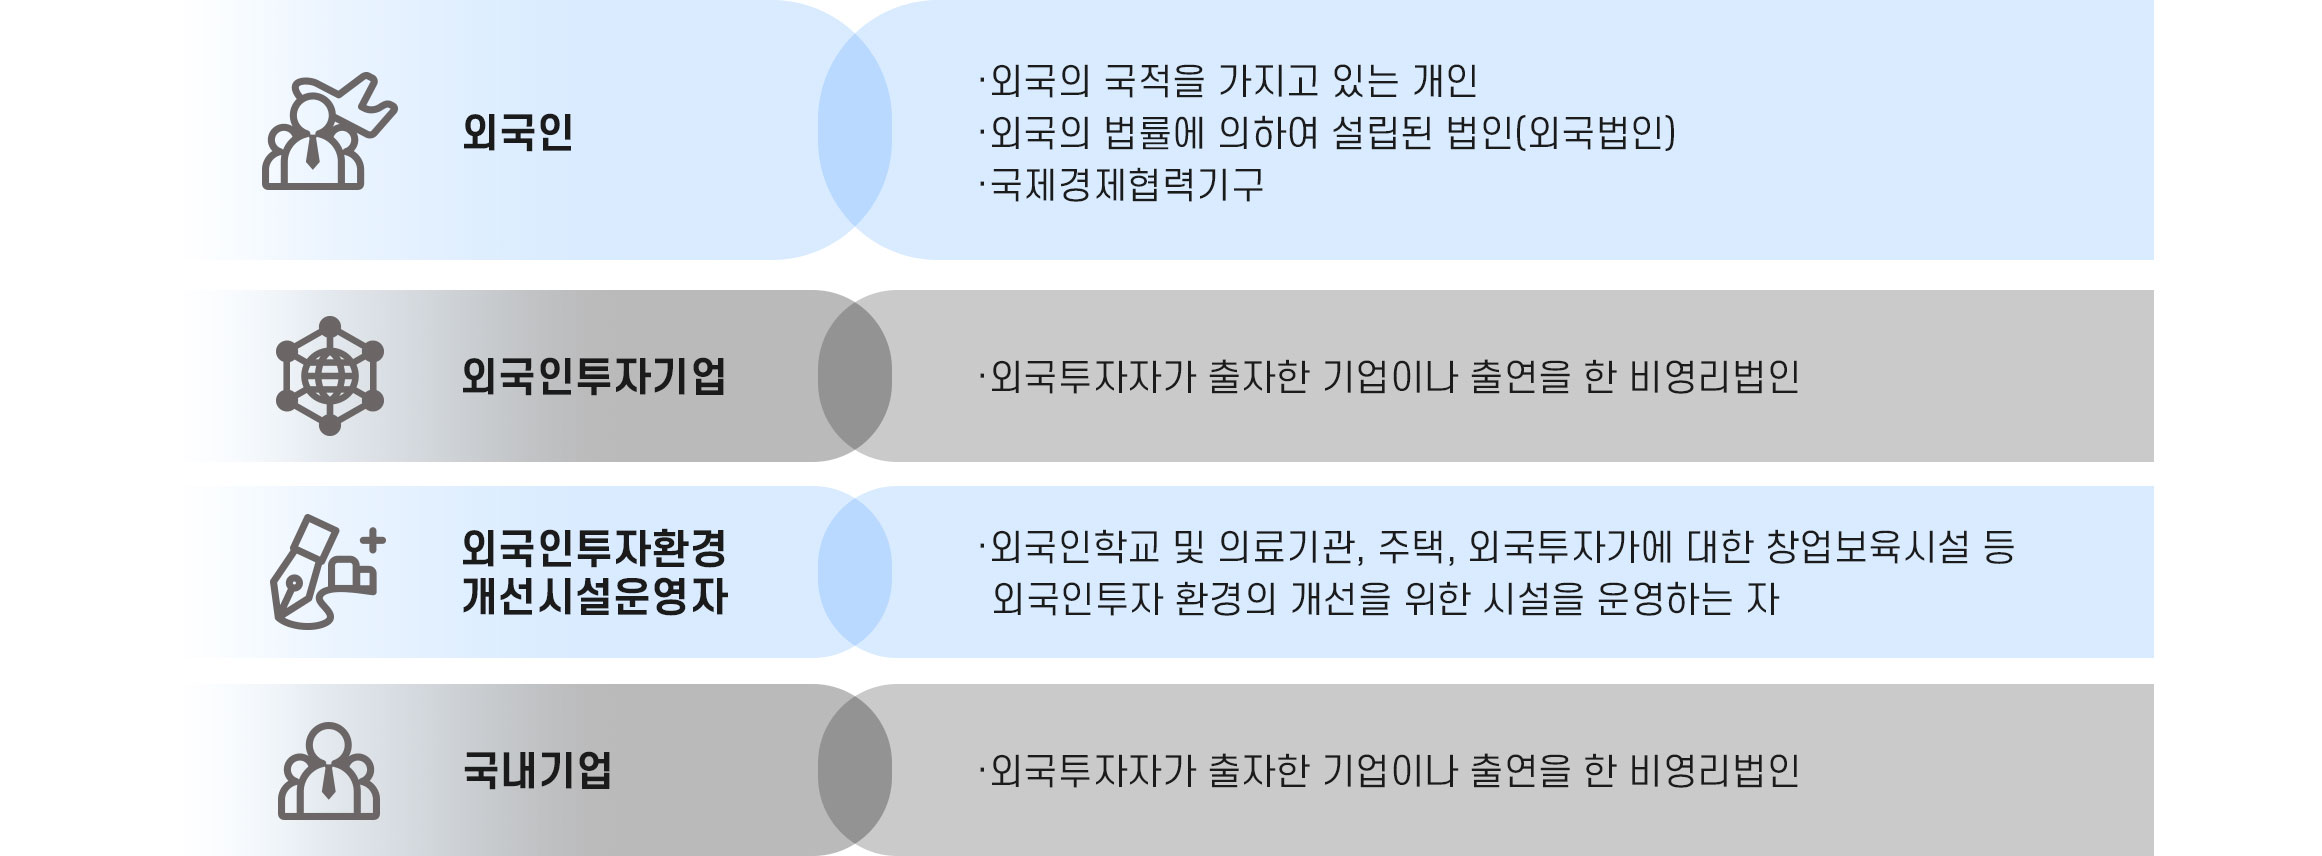 외국인
·외국의 국적을 가지고 있는 개인
·외국의 법률에 의하여 설립된 법인(외국법인)
·국제경제협력기구
외국인투자기업
·외국투자자가 출자한 기업이나 출연을 한 비영리법인
외국인투자환경
개선시설운영자
·외국인학교 및 의료기관, 주택, 외국투자가에 대한 창업보육시설 등
외국인투자 환경의 개선을 위한 시설을 운영하는 자
국내기업
·외국투자자가 출자한 기업이나 출연을 한 비영리법인